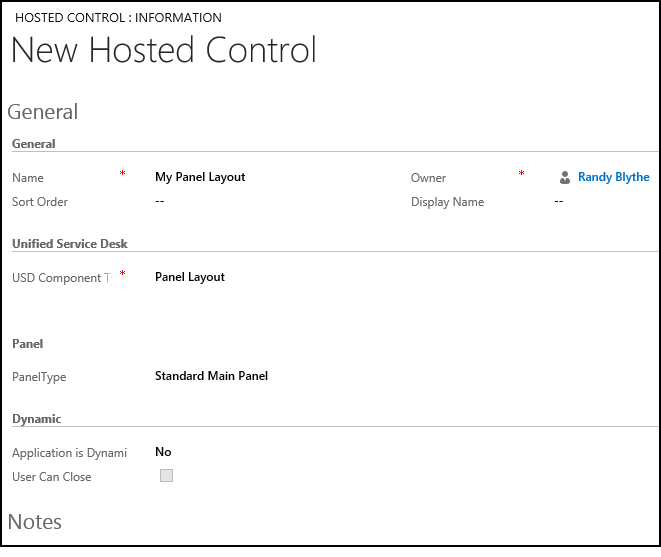 HOSTED CONTROL : INFORMATION
New Hosted Control
General
General
Name * My Panel Layout Owner * Randy Blythe
Sort Order -- Display Name --
Unified Service Desk
USD Component T * Panel Layout
Panel
PanelType Standard Main Panel
Dynamic
Application is Dynami No
User Can Close
Notes